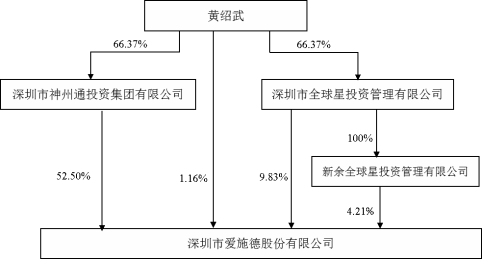 黄绍武
66.37%
66.37%
深圳市神州通投资集团有限公司
深圳市全球星投资管理有限公司
100%
新余全球星投资管理有限公司
52.50%
1.16%
9.83%
4.21%
深圳市爱施德股份有限公司